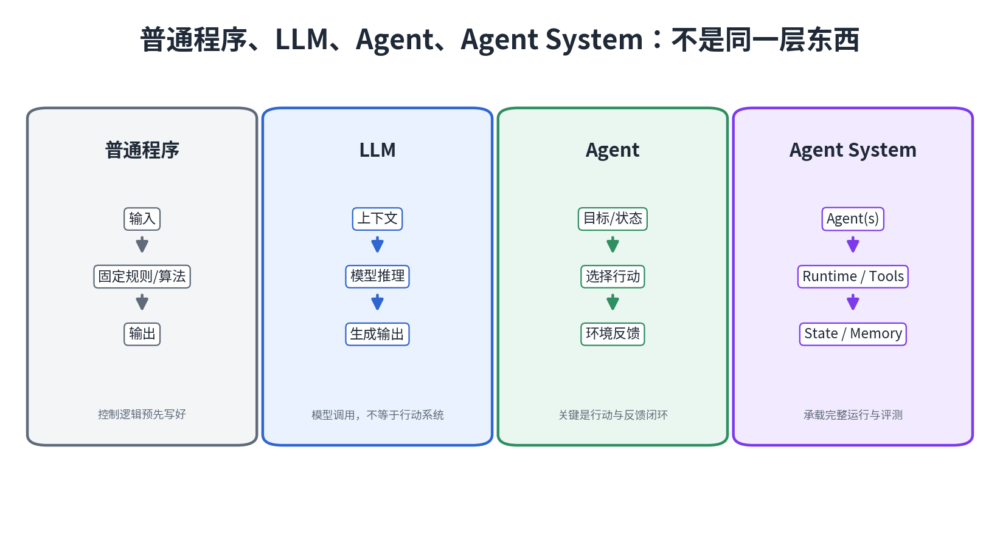 普通程序、LLM、Agent、Agent System：不是同一层东西
普通程序
输入
固定规则/算法
输出
控制逻辑预先写好
LLM
上下文
模型推理
生成输出
模型调用，不等于行动系统
Agent
目标/状态
选择行动
环境反馈
关键是行动与反馈闭环
Agent System
Agent(s)
Runtime / Tools
State / Memory
承载完整运行与评测